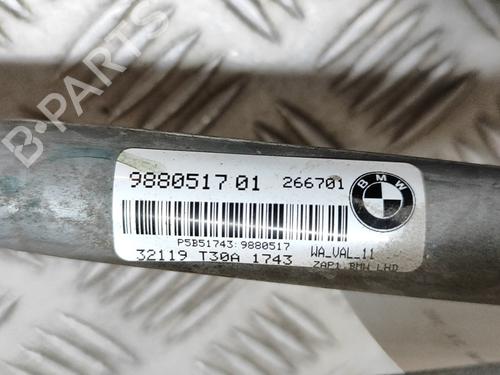 B-PARTS
9880517 01 266701
BMW
P5B51743:9880517
32119 T30A 1743
WA_VAL_11
ZAP1 BMW LHD